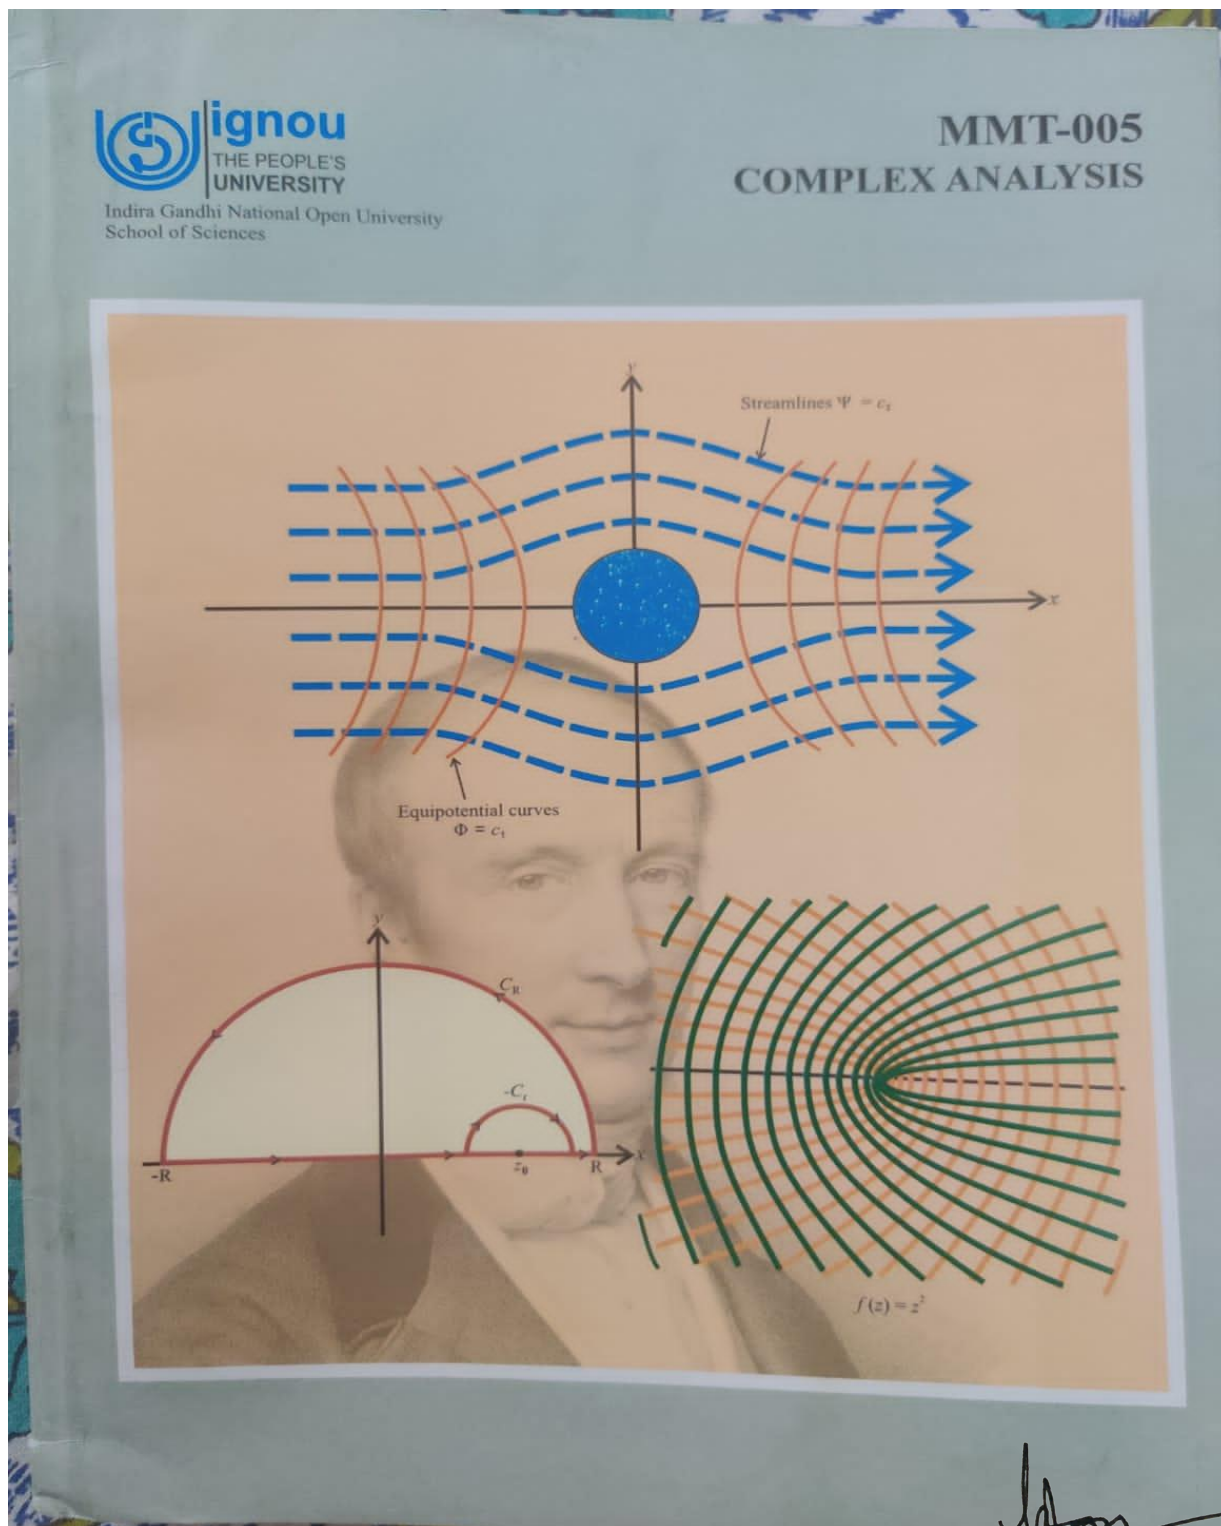 ignou
THE PEOPLE'S
UNIVERSITY
Indira Gandhi National Open University
School of Sciences
MMT-005
COMPLEX ANALYSIS
y
Streamlines Ψ = c₁
x
Equipotential curves
Φ = c₁
y
C_R
-C_r
-R
z₀
R
x
f (z) = z²